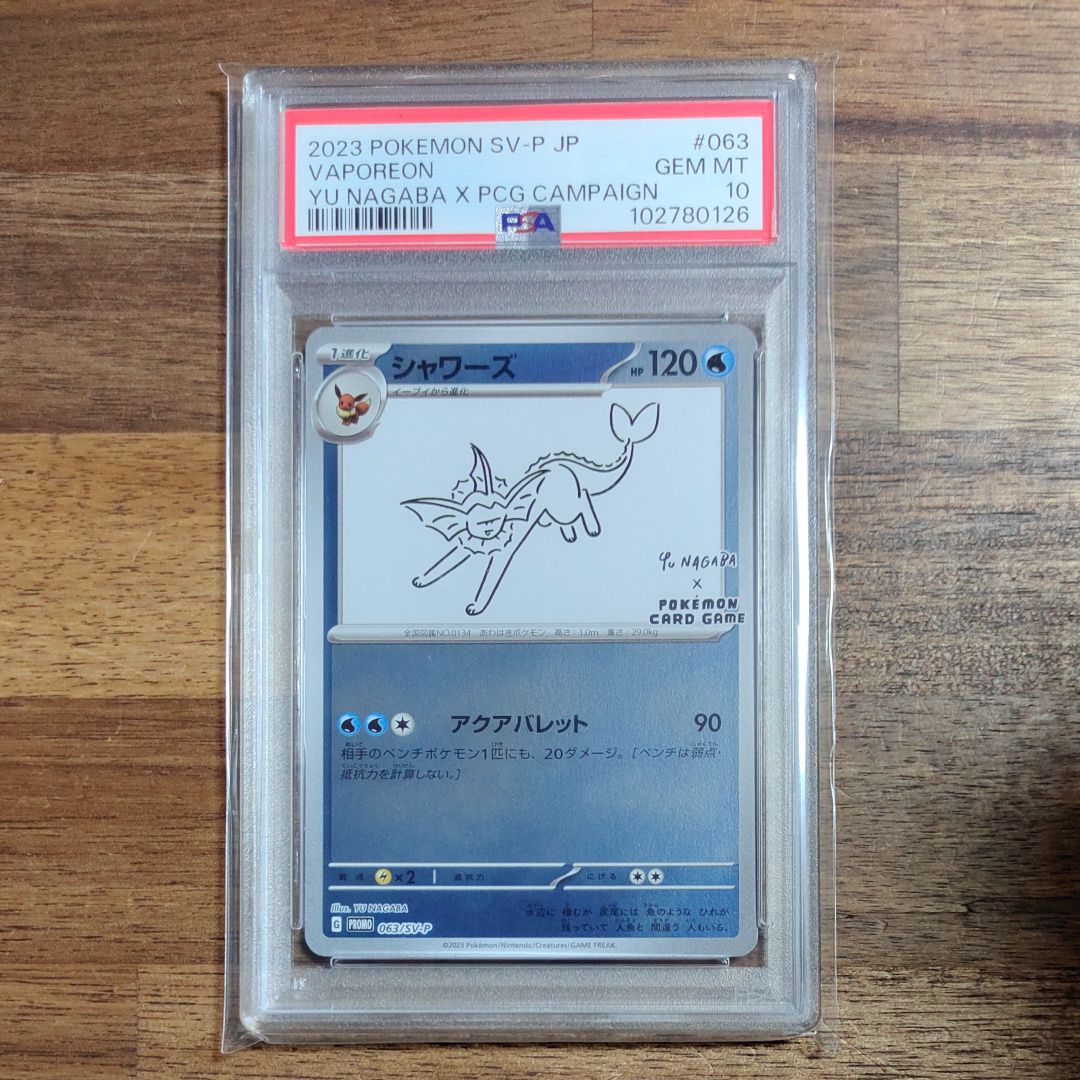 2023 POKEMON SV-P JP #063
VAPOREON GEM MT
YU NAGABA X PCG CAMPAIGN 10
PSA 102780126
1進化 シャワーズ HP 120
イーブイから進化
YU NAGABA
×
POKÉMON
CARD GAME
全国図鑑NO.0134 あわはきポケモン 高さ:1.0m 重さ:29.0kg
アクアバレット 90
相手のベンチポケモン1匹にも、20ダメージ。[ベンチは弱点・
抵抗力を計算しない。]
弱点 ×2 抵抗力 にげる
Illus. YU NAGABA
G PROMO 063/SV-P
水辺に 棲むが 尻尾には 魚のような ひれが
残っていて 人魚と 間違う 人もいる。
©2023 Pokémon/Nintendo/Creatures/GAME FREAK.